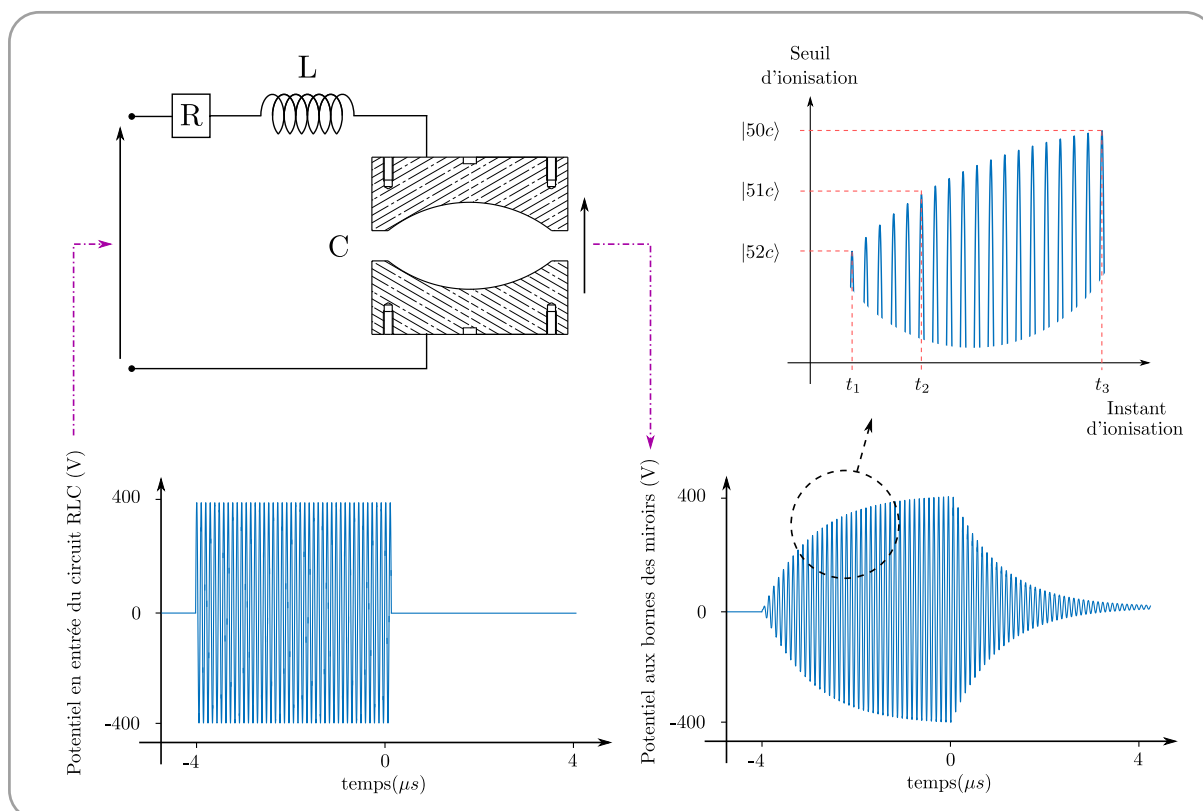 L
R
C
Seuil
d'ionisation
|50c⟩
|51c⟩
|52c⟩
t₁ t₂ t₃
Instant
d'ionisation
Potentiel en entrée du circuit RLC (V)
400
0
-400
-4 0 4
temps(μs)
Potentiel aux bornes des miroirs (V)
400
0
-400
-4 0 4
temps(μs)